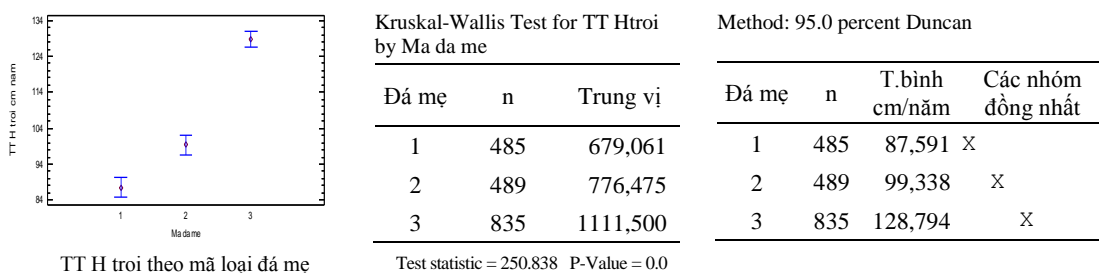 134
124
114
104
94
84
TT H troi cm nam
1 2 3
Ma da me
TT H troi theo mã loại đá mẹ
Kruskal-Wallis Test for TT Htroi
by Ma da me
Đá mẹ n Trung vị
1 485 679,061
2 489 776,475
3 835 1111,500
Test statistic = 250.838 P-Value = 0.0
Method: 95.0 percent Duncan
Đá mẹ n T.bình cm/năm Các nhóm đồng nhất
1 485 87,591 X
2 489 99,338 X
3 835 128,794 X